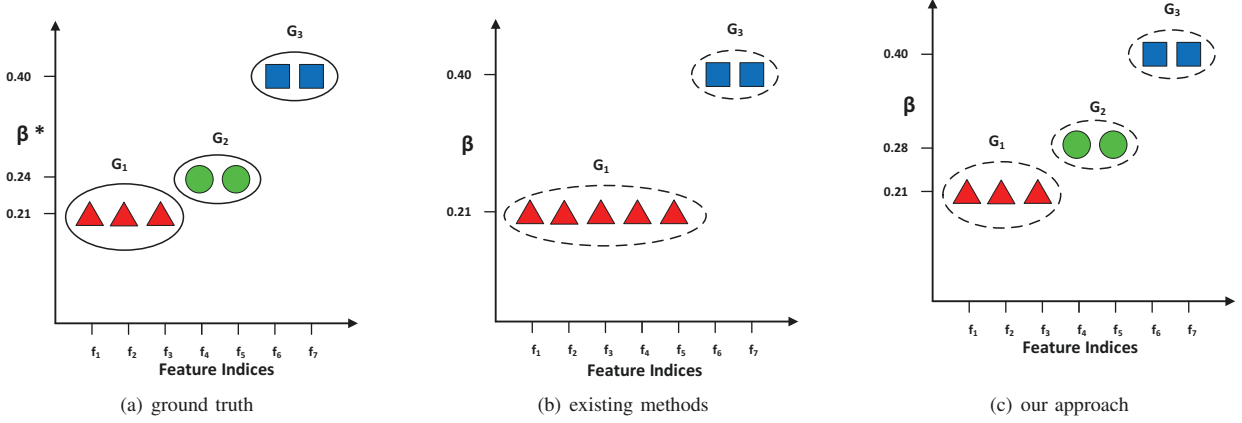 G₃
0.40
β *
G₂
G₁
0.24
0.21
f₁ f₂ f₃ f₄ f₅ f₆ f₇
Feature Indices
(a) ground truth
G₃
0.40
β
G₁
0.21
f₁ f₂ f₃ f₄ f₅ f₆ f₇
Feature Indices
(b) existing methods
G₃
0.40
β
G₂
G₁
0.28
0.21
f₁ f₂ f₃ f₄ f₅ f₆ f₇
Feature Indices
(c) our approach